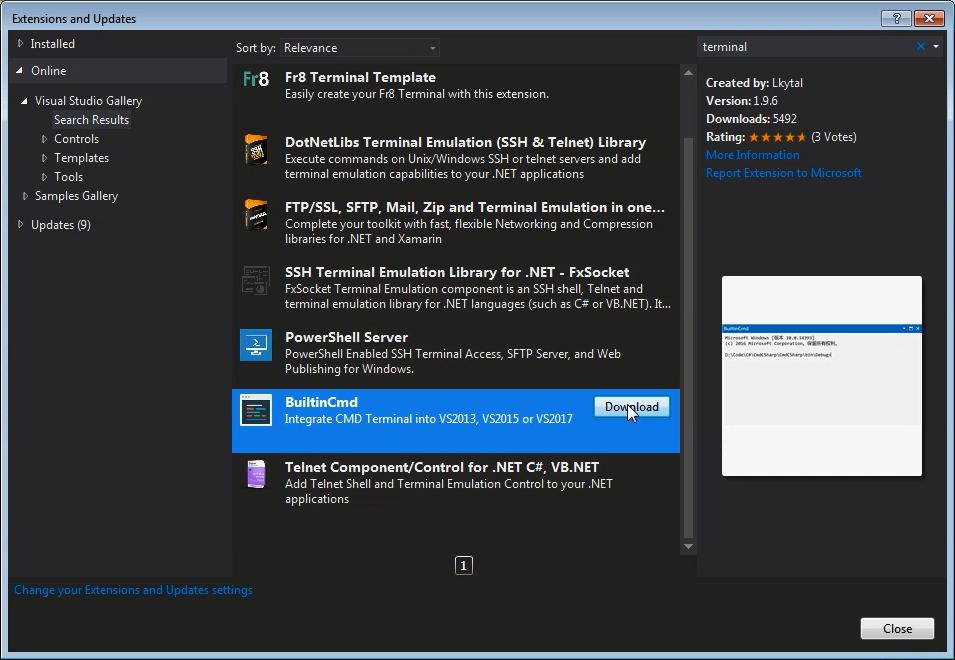 Extensions and Updates
Installed
Online
Visual Studio Gallery
Search Results
Controls
Templates
Tools
Samples Gallery
Updates (9)
Change your Extensions and Updates settings
Sort by: Relevance
Fr8
Fr8 Terminal Template
Easily create your Fr8 Terminal with this extension.
SSH
DotNetLibs Terminal Emulation (SSH & Telnet) Library
Execute commands on Unix/Windows SSH or telnet servers and add
terminal emulation capabilities to your .NET applications
FTP/SSL, SFTP, Mail, Zip and Terminal Emulation in one...
Complete your toolkit with fast, flexible Networking and Compression
libraries for .NET and Xamarin
SSH Terminal Emulation Library for .NET - FxSocket
FxSocket Terminal Emulation component is an SSH shell, Telnet and
terminal emulation library for .NET languages (such as C# or VB.NET). It...
PowerShell Server
PowerShell Enabled SSH Terminal Access, SFTP Server, and Web
Publishing for Windows.
BuiltinCmd
Integrate CMD Terminal into VS2013, VS2015 or VS2017
Download
Telnet Component/Control for .NET C#, VB.NET
Add Telnet Shell and Terminal Emulation Control to your .NET
applications
1
terminal
Created by: Lkytal
Version: 1.9.6
Downloads: 5492
Rating: (3 Votes)
More Information
Report Extension to Microsoft
BuiltinCmd
Microsoft Windows [版本 10.0.14393]
(c) 2016 Microsoft Corporation。保留所有权利。
D:\Code\C#\CmdCSharp\CmdCSharp\bin\Debug>
Close